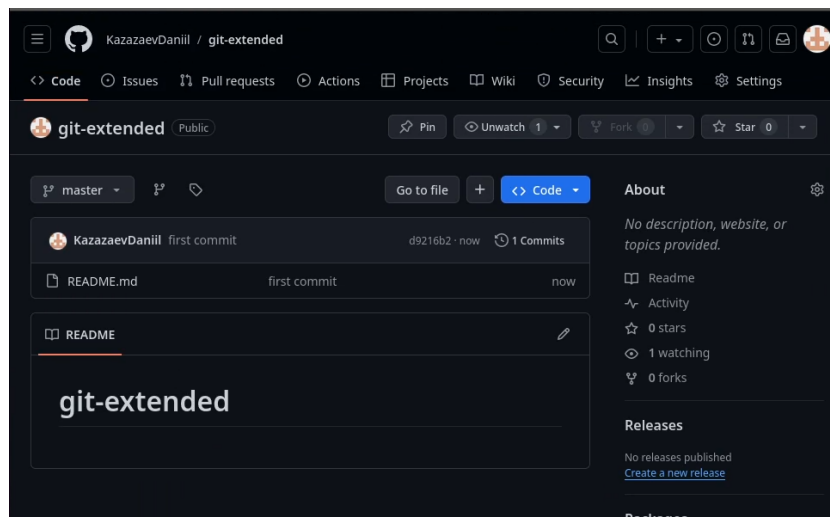 KazazaevDaniil / git-extended
Code Issues Pull requests Actions Projects Wiki Security Insights Settings
git-extended Public Pin Unwatch 1 Fork 0 Star 0
master Go to file + Code
KazazaevDaniil first commit d9216b2 · now 1 Commits
README.md first commit now
README
git-extended
About
No description, website, or
topics provided.
Readme
Activity
0 stars
1 watching
0 forks
Releases
No releases published
Create a new release